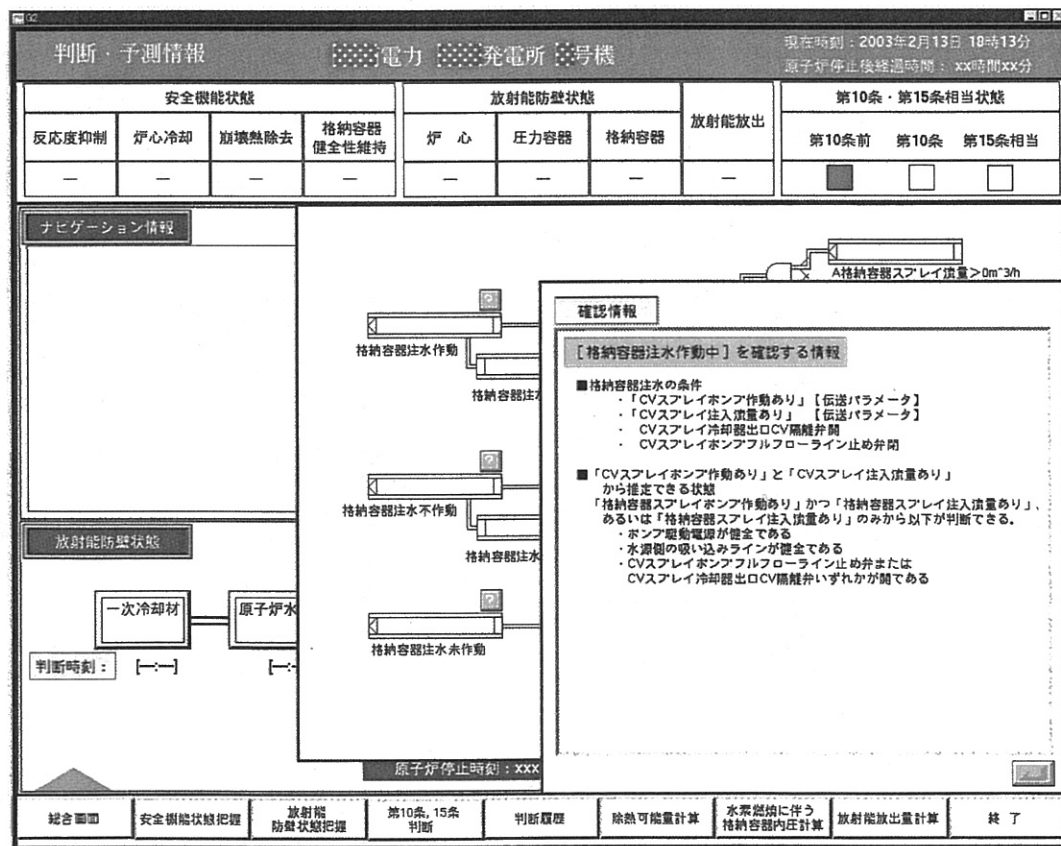 G2
判断・予測情報
電力 発電所 号機
現在時刻：2003年2月13日 18時13分
原子炉停止後経過時間： xx時間xx分
安全機能状態
反応度抑制 炉心冷却 崩壊熱除去 格納容器
健全性維持
— — — —
放射能防壁状態
炉 心 圧力容器 格納容器
— — —
放射能放出
—
第10条・第15条相当状態
第10条前 第10条 第15条相当
ナビゲーション情報
A格納容器スプレイ流量＞0m^3/h
?
格納容器注水作動
格納容器注水
?
格納容器注水不作動
格納容器注水
?
格納容器注水未作動
確認情報
［格納容器注水作動中］を確認する情報
■格納容器注水の条件
・「CVスプレイポンプ作動あり」【伝送パラメータ】
・「CVスプレイ注入流量あり」 【伝送パラメータ】
・ CVスプレイ冷却器出口CV隔離弁開
・ CVスプレイポンプフルフローライン止め弁閉
■「CVスプレイポンプ作動あり」と「CVスプレイ注入流量あり」
から推定できる状態
「格納容器スプレイポンプ作動あり」かつ「格納容器スプレイ注入流量あり」、
あるいは「格納容器スプレイ注入流量あり」のみから以下が判断できる。
・ポンプ駆動電源が健全である
・水源側の吸い込みラインが健全である
・CVスプレイポンプフルフローライン止め弁または
CVスプレイ冷却器出口CV隔離弁いずれかが開である
放射能防壁状態
一次冷却材 原子炉水
判断時刻： [—:—] [—:-
原子炉停止時刻：xxx
総合画面 安全機能状態把握 放射能
防壁状態把握 第10条, 15条
判断 判断履歴 除熱可能量計算 水素燃焼に伴う
格納容器内圧計算 放射能放出量計算 終 了